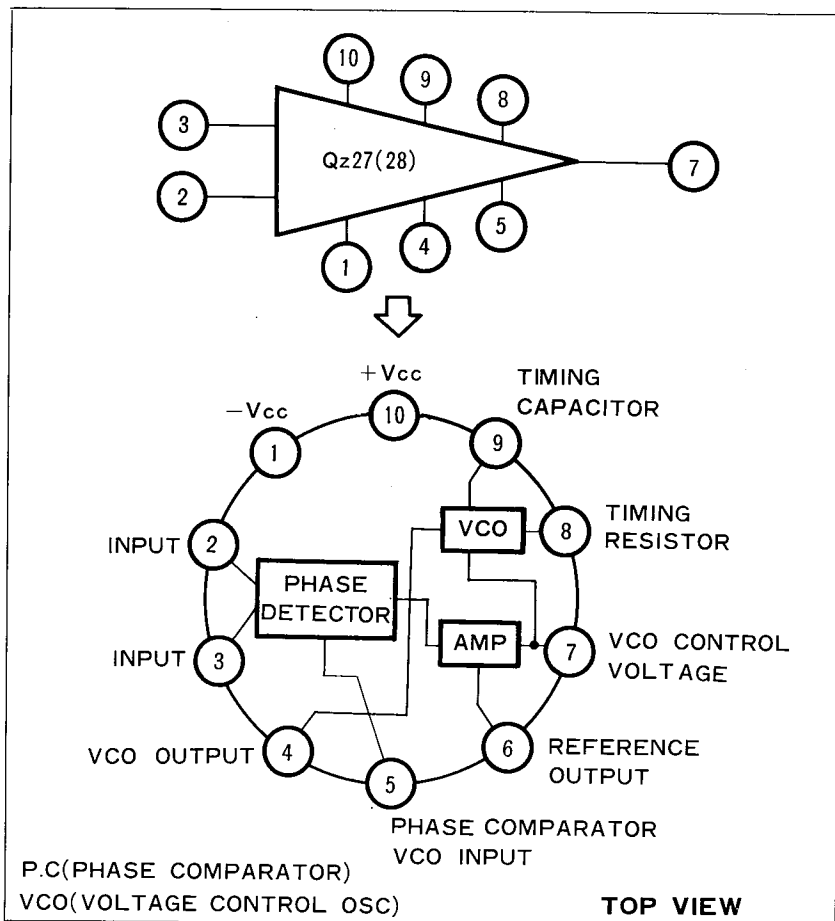 10
9
8
3
Qz27(28)
7
2
5
4
1
+Vcc
TIMING
CAPACITOR
-Vcc
10
9
1
TIMING
RESISTOR
VCO
8
INPUT
2
PHASE
DETECTOR
AMP
7
VCO CONTROL
VOLTAGE
INPUT
3
VCO OUTPUT
4
6
REFERENCE
OUTPUT
5
PHASE COMPARATOR
VCO INPUT
P.C(PHASE COMPARATOR)
VCO(VOLTAGE CONTROL OSC)
TOP VIEW